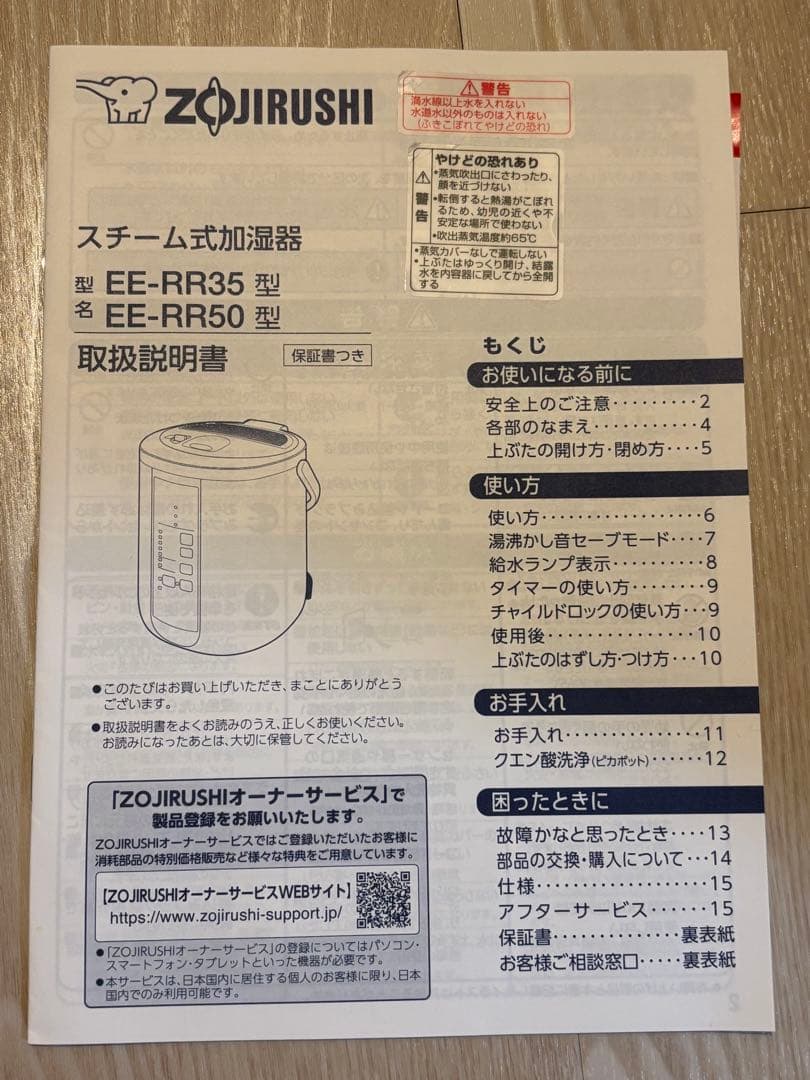 ZOJIRUSHI
警告
満水線以上水を入れない
水道水以外のものは入れない
(ふきこぼれてやけどの恐れ)
警告
やけどの恐れあり
•蒸気吹出口にさわったり、
顔を近づけない
•転倒すると熱湯がこぼれ
るため、幼児の近くや不
安定な場所で使わない
•吹出蒸気温度約65℃
•蒸気カバーなしで運転しない
•上ぶたはゆっくり開け、結露
水を内容器に戻してから全開
する
スチーム式加湿器
型名
EE-RR35 型
EE-RR50 型
取扱説明書 保証書つき
●このたびはお買い上げいただき、まことにありがとう
ございます。
●取扱説明書をよくお読みのうえ、正しくお使いください。
お読みになったあとは、大切に保管してください。
「ZOJIRUSHIオーナーサービス」で
製品登録をお願いいたします。
ZOJIRUSHIオーナーサービスではご登録いただいたお客様に
消耗部品の特別価格販売など様々な特典をご用意しています。
【ZOJIRUSHIオーナーサービスWEBサイト】
https://www.zojirushi-support.jp/
●「ZOJIRUSHIオーナーサービス」の登録についてはパソコン・
スマートフォン・タブレットといった機器が必要です。
●本サービスは、日本国内に居住する個人のお客様に限り、日本
国内でのみ利用可能です。
もくじ
お使いになる前に
安全上のご注意・・・・・・・・・2
各部のなまえ・・・・・・・・・・・4
上ぶたの開け方・閉め方・・・・5
使い方
使い方・・・・・・・・・・・・・・・・・6
湯沸かし音セーブモード・・・・7
給水ランプ表示・・・・・・・・・・8
タイマーの使い方・・・・・・・・9
チャイルドロックの使い方・・・9
使用後・・・・・・・・・・・・・・・10
上ぶたのはずし方・つけ方・・・10
お手入れ
お手入れ・・・・・・・・・・・・・・11
クエン酸洗浄(ピカポット)・・・・・・12
困ったときに
故障かなと思ったとき・・・・13
部品の交換・購入について・・・14
仕様・・・・・・・・・・・・・・・・・15
アフターサービス・・・・・・15
保証書・・・・・・・・・・・・・裏表紙
お客様ご相談窓口・・・・・裏表紙